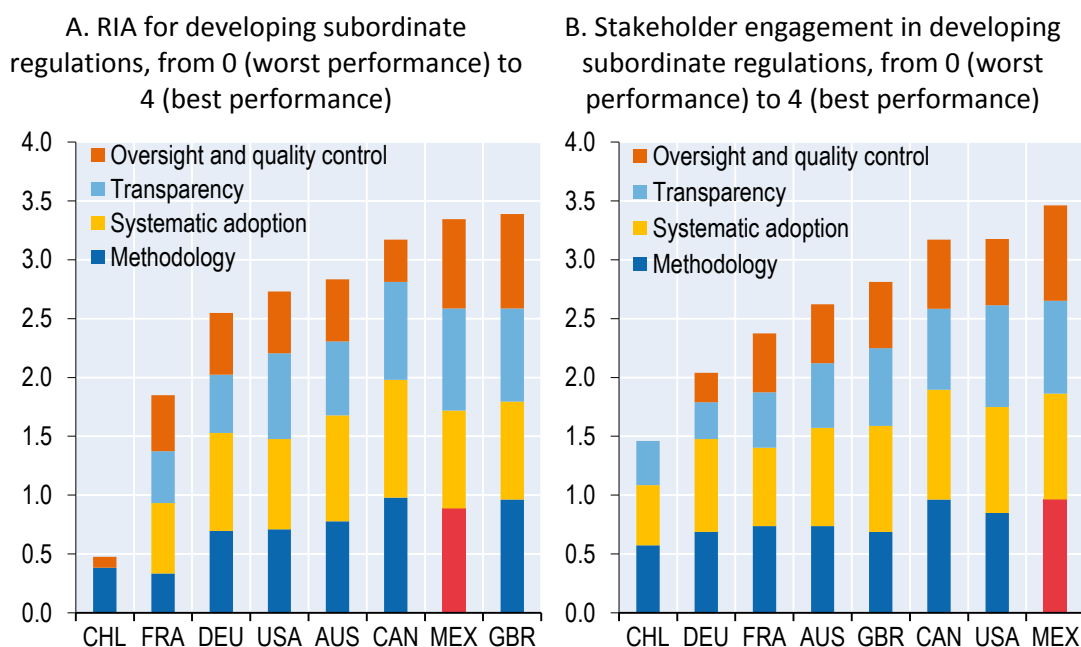 A. RIA for developing subordinate
regulations, from 0 (worst performance) to
4 (best performance)
4.0
3.5
3.0
2.5
2.0
1.5
1.0
0.5
0.0
Oversight and quality control
Transparency
Systematic adoption
Methodology
CHL FRA DEU USA AUS CAN MEX GBR
B. Stakeholder engagement in developing
subordinate regulations, from 0 (worst
performance) to 4 (best performance)
4.0
3.5
3.0
2.5
2.0
1.5
1.0
0.5
0.0
Oversight and quality control
Transparency
Systematic adoption
Methodology
CHL DEU FRA AUS GBR CAN USA MEX